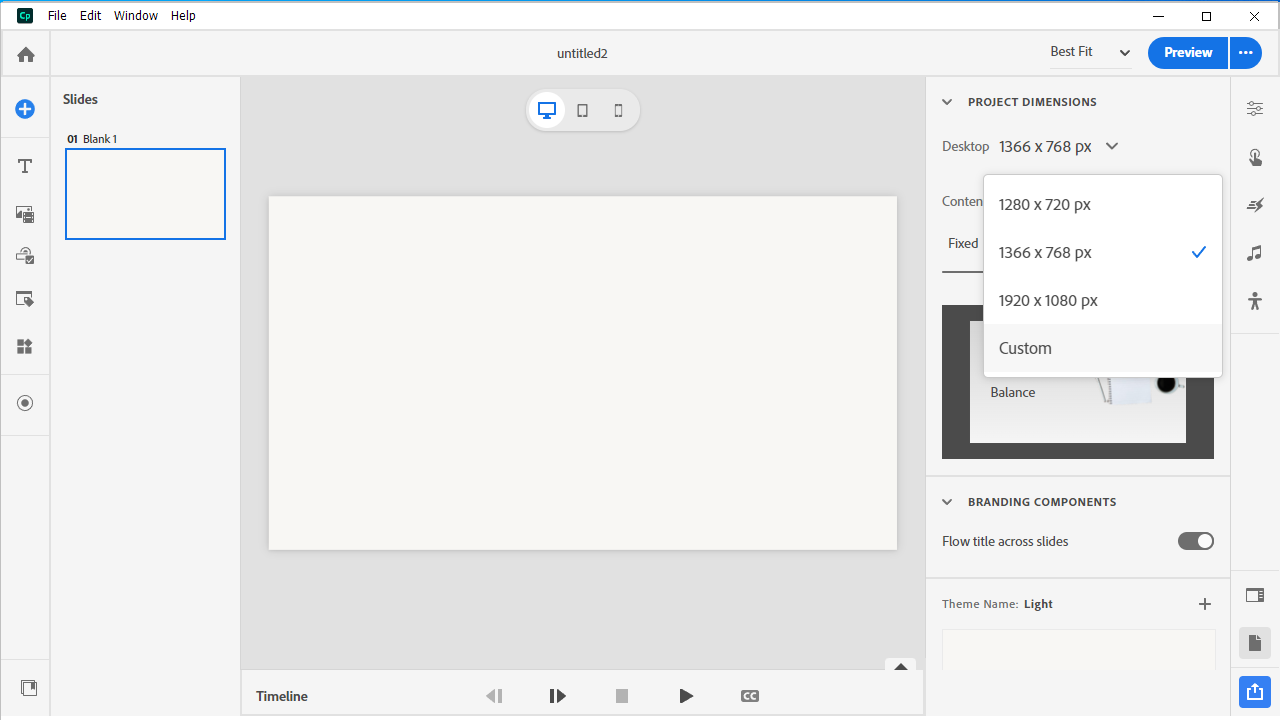 Cp File Edit Window Help
untitled2
Best Fit
Preview
Slides
01 Blank 1
PROJECT DIMENSIONS
Desktop 1366 x 768 px
1280 x 720 px
1366 x 768 px
1920 x 1080 px
Custom
Conten
Fixed
Balance
BRANDING COMPONENTS
Flow title across slides
Theme Name: Light
Timeline
CC